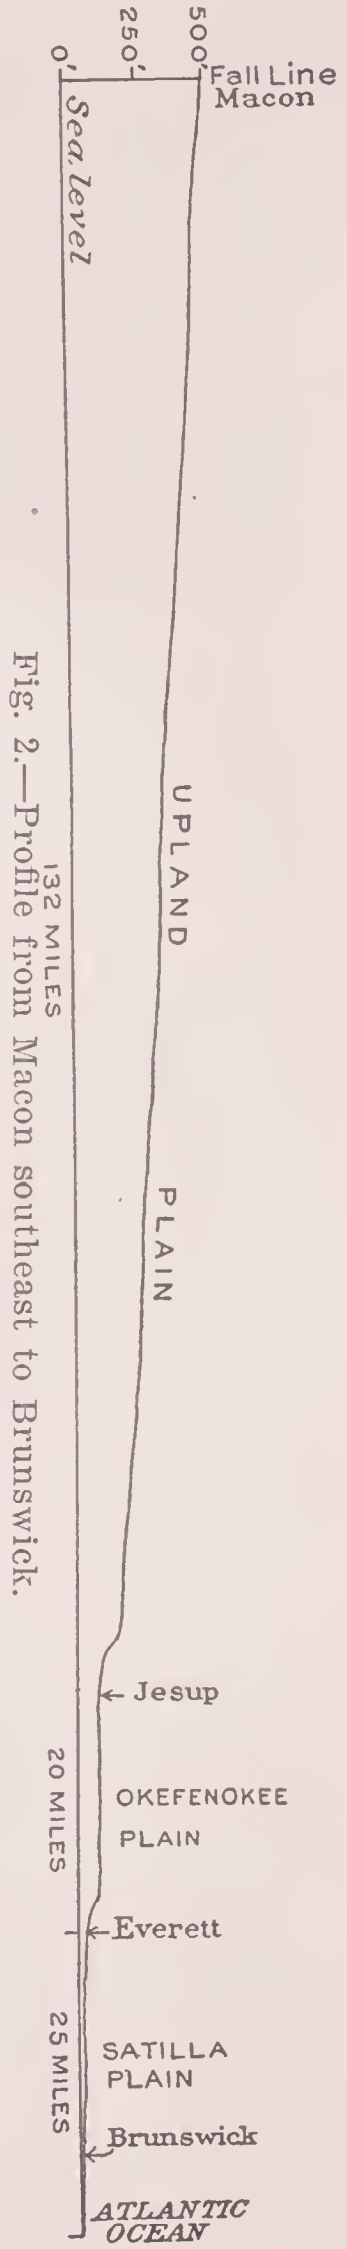 500'
250'
0'
Fall Line
Macon
Sea level
UPLAND PLAIN
132 MILES
Jesup
OKEFENOKEE
PLAIN
20 MILES
Everett
SATILLA
PLAIN
25 MILES
Brunswick
ATLANTIC
OCEAN
Fig. 2.—Profile from Macon southeast to Brunswick.